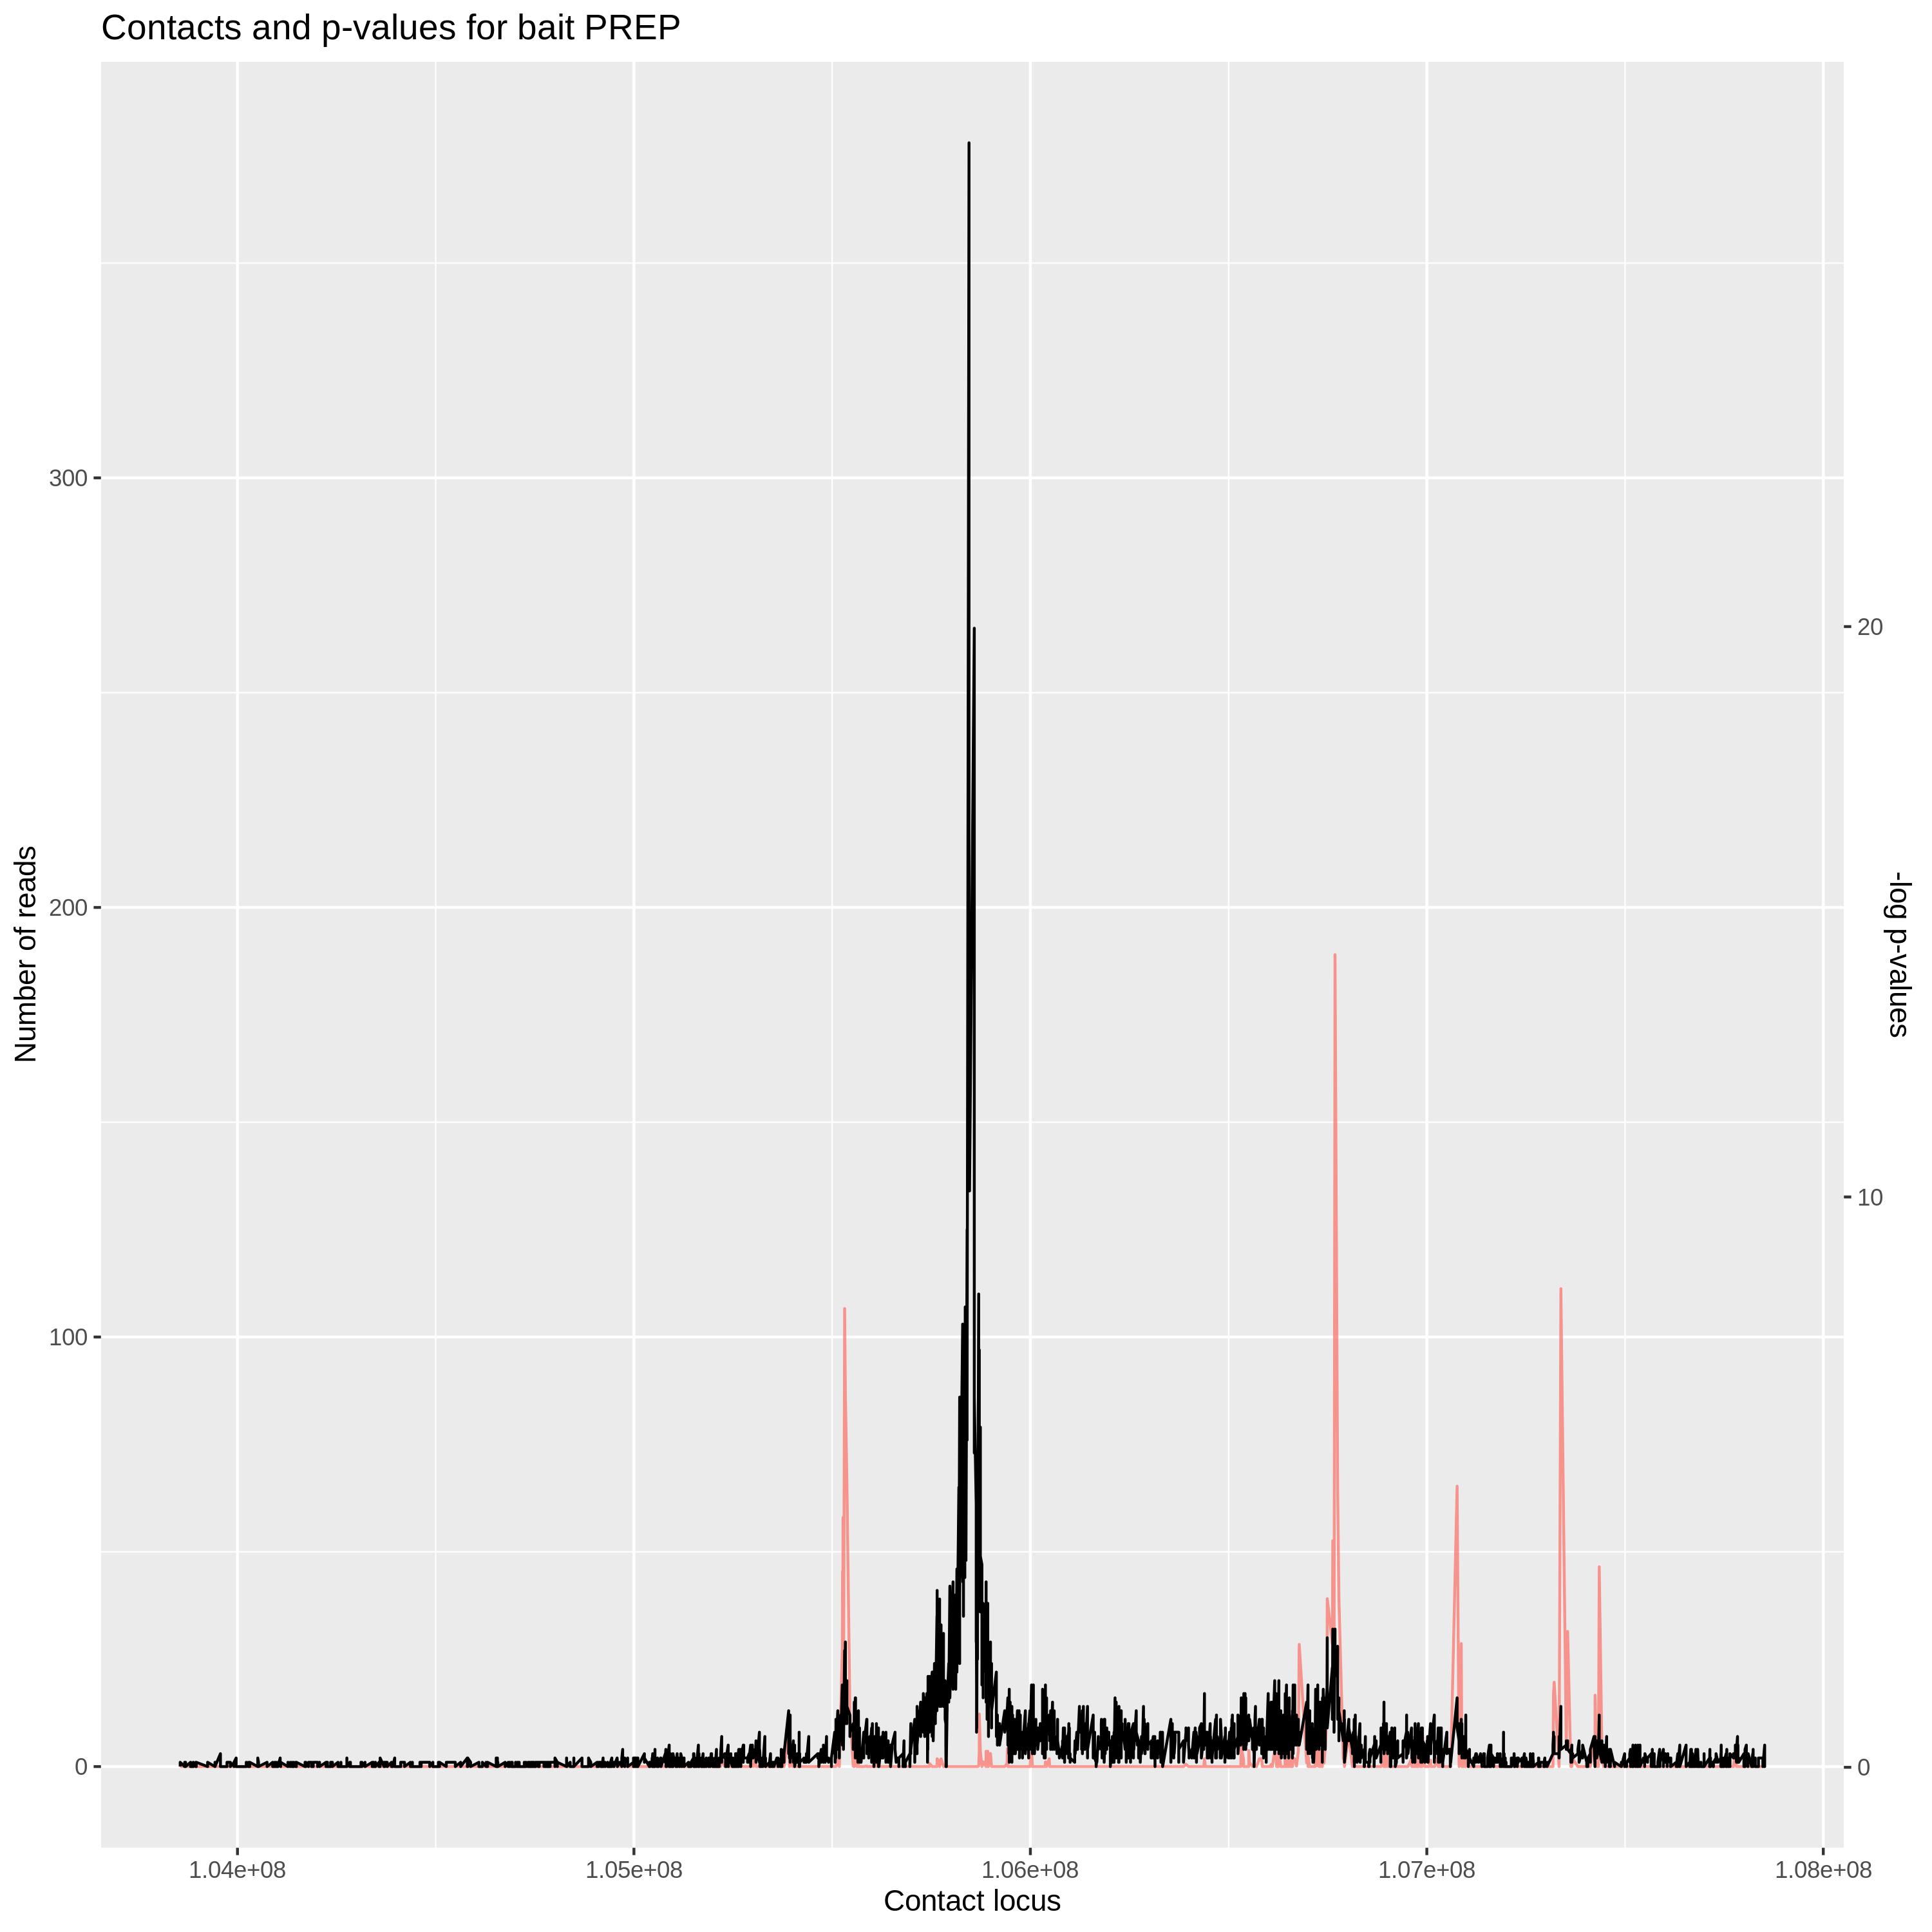 Contacts and p-values for bait PREP
Number of reads
300
200
100
0
20
10
0
-log p-values
1.04e+08
1.05e+08
1.06e+08
1.07e+08
1.08e+08
Contact locus